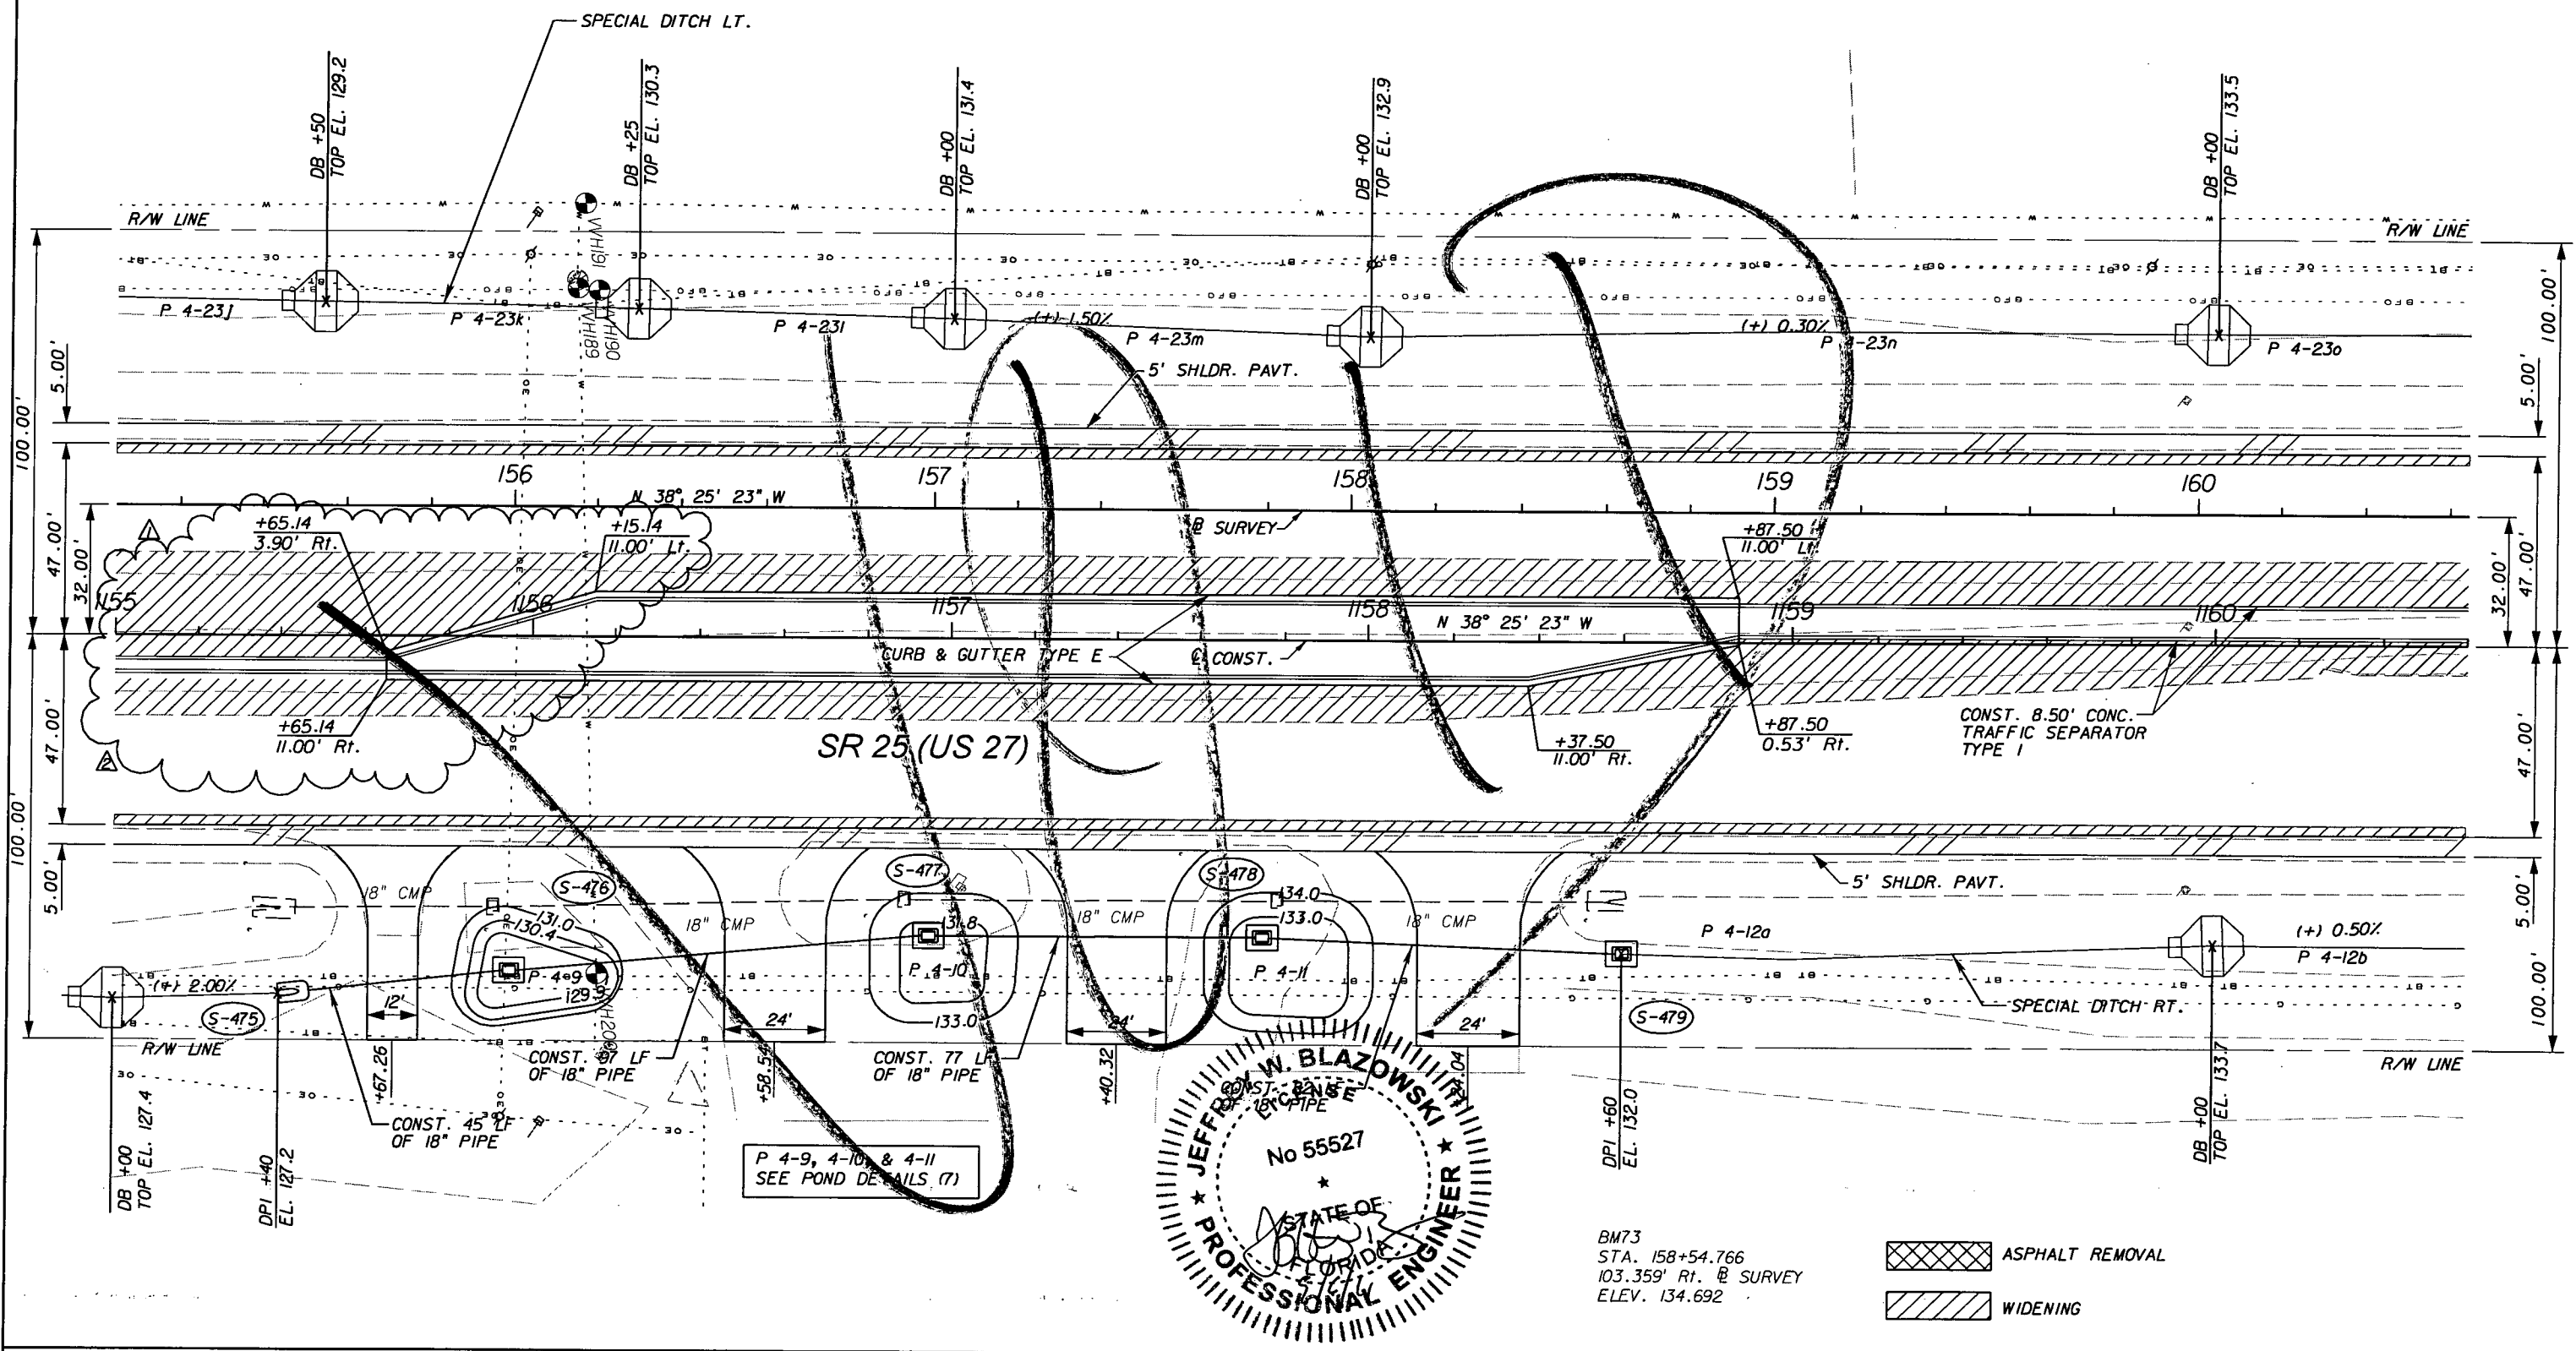 SPECIAL DITCH LT.
DB +50
TOP EL. 129.2
DB +25
TOP EL. 130.3
DB +00
TOP EL. 131.4
DB +00
TOP EL. 132.9
DB +00
TOP EL. 133.5
R/W LINE
R/W LINE
VVH191
VVH190
VVH189
P 4-23j
P 4-23k
P 4-23l
(+) 1.50%
P 4-23m
(+) 0.30%
P 4-23n
P 4-23o
5' SHLDR. PAVT.
100.00'
5.00'
47.00'
32.00'
5.00'
100.00'
47.00'
32.00'
156
157
158
159
160
N 38° 25' 23" W
SURVEY
1
+65.14
3.90' Rt.
+15.14
11.00' Lt.
+87.50
11.00' Lt.
1155
1156
1157
1158
1159
1160
N 38° 25' 23" W
CURB & GUTTER TYPE E
CONST.
+65.14
11.00' Rt.
2
SR 25 (US 27)
+37.50
11.00' Rt.
+87.50
0.53' Rt.
CONST. 8.50' CONC.
TRAFFIC SEPARATOR
TYPE I
47.00'
100.00'
5.00'
47.00'
5.00'
100.00'
S-476
S-477
S-478
18" CMP
18" CMP
18" CMP
18" CMP
131.0
130.4
131.8
134.0
133.0
5' SHLDR. PAVT.
P 4-9
129.9
P 4-10
133.0
P 4-11
P 4-12a
(+) 0.50%
P 4-12b
(+) 2.00%
S-475
12'
24'
24'
24'
S-479
SPECIAL DITCH RT.
R/W LINE
R/W LINE
CONST. 97 LF
OF 18" PIPE
CONST. 77 LF
OF 18" PIPE
OF 18" PIPE
CONST. 45 LF
OF 18" PIPE
+67.26
+58.54
+40.32
DB +00
TOP EL. 127.4
DPI +40
EL. 127.2
DPI +60
EL. 132.0
DB +00
TOP EL. 133.7
P 4-9, 4-10, & 4-11
SEE POND DETAILS (7)
JEFFREY W. BLAZOWSKI
LICENSE
No 55527
STATE OF
FLORIDA
PROFESSIONAL ENGINEER
BM73
STA. 158+54.766
103.359' Rt. SURVEY
ELEV. 134.692
ASPHALT REMOVAL
WIDENING